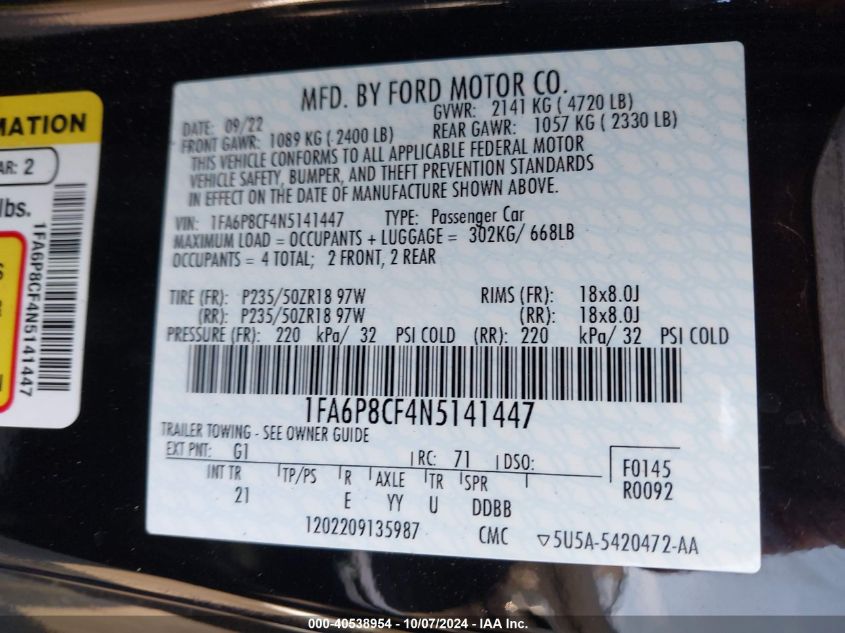 MATION
AR: 2
lbs.
1FA6P8CF4N5141447
MFD. BY FORD MOTOR CO.
DATE: 09/22 GVWR: 2141 KG ( 4720 LB)
FRONT GAWR: 1089 KG ( 2400 LB) REAR GAWR: 1057 KG ( 2330 LB)
THIS VEHICLE CONFORMS TO ALL APPLICABLE FEDERAL MOTOR
VEHICLE SAFETY, BUMPER, AND THEFT PREVENTION STANDARDS
IN EFFECT ON THE DATE OF MANUFACTURE SHOWN ABOVE.
VIN: 1FA6P8CF4N5141447 TYPE: Passenger Car
MAXIMUM LOAD = OCCUPANTS + LUGGAGE = 302KG/ 668LB
OCCUPANTS = 4 TOTAL; 2 FRONT, 2 REAR
TIRE (FR): P235/50ZR18 97W RIMS (FR): 18x8.0J
(RR): P235/50ZR18 97W (RR): 18x8.0J
PRESSURE (FR): 220 kPa/ 32 PSI COLD (RR): 220 kPa/ 32 PSI COLD
1FA6P8CF4N5141447
TRAILER TOWING - SEE OWNER GUIDE
EXT PNT: G1 RC: 71 DSO: F0145
INT TR TP/PS R AXLE TR SPR R0092
21 E YY U DDBB
1202209135987 CMC ▽5U5A-5420472-AA
000-40538954 - 10/07/2024 - IAA Inc.